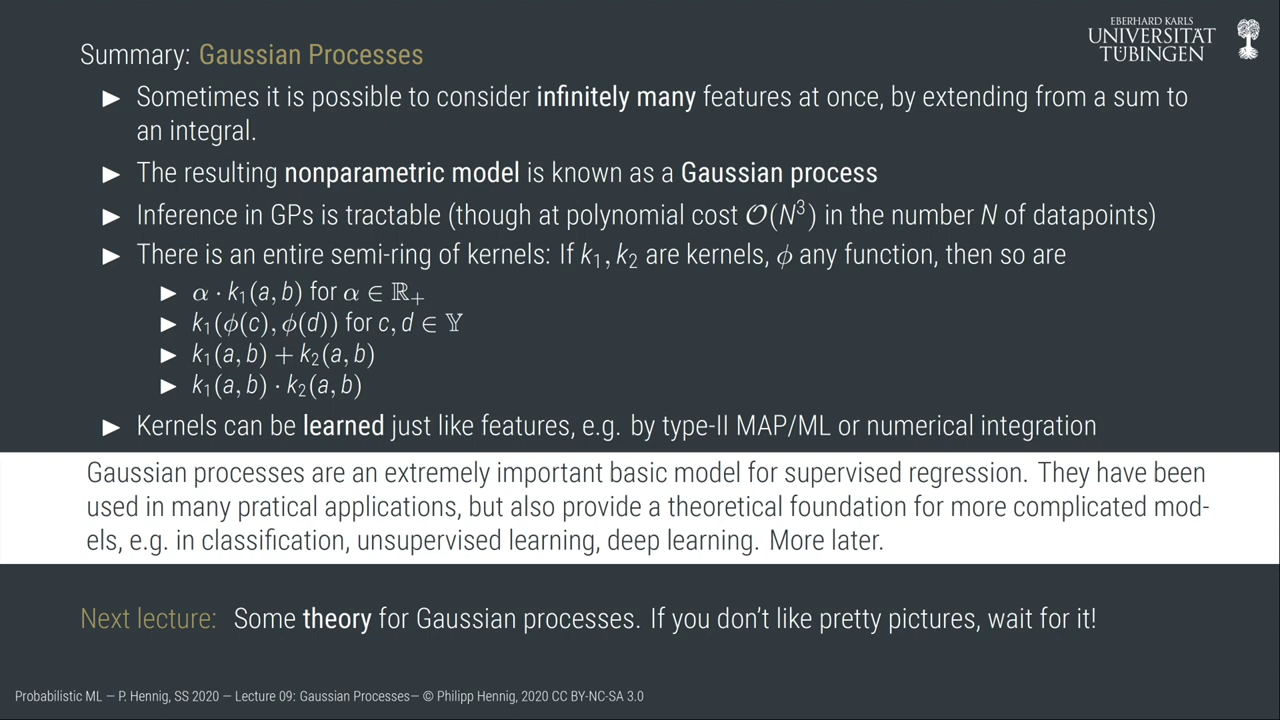 Summary: Gaussian Processes
EBERHARD KARLS
UNIVERSITÄT
TÜBINGEN
▶ Sometimes it is possible to consider infinitely many features at once, by extending from a sum to
an integral.
▶ The resulting nonparametric model is known as a Gaussian process
▶ Inference in GPs is tractable (though at polynomial cost 𝒪(N³) in the number N of datapoints)
▶ There is an entire semi-ring of kernels: If k₁, k₂ are kernels, ϕ any function, then so are
▶ α · k₁(a, b) for α ∈ ℝ₊
▶ k₁(ϕ(c), ϕ(d)) for c, d ∈ 𝕐
▶ k₁(a, b) + k₂(a, b)
▶ k₁(a, b) · k₂(a, b)
▶ Kernels can be learned just like features, e.g. by type-II MAP/ML or numerical integration
Gaussian processes are an extremely important basic model for supervised regression. They have been
used in many pratical applications, but also provide a theoretical foundation for more complicated mod-
els, e.g. in classification, unsupervised learning, deep learning. More later.
Next lecture: Some theory for Gaussian processes. If you don't like pretty pictures, wait for it!
Probabilistic ML — P. Hennig, SS 2020 — Lecture 09: Gaussian Processes— © Philipp Hennig, 2020 CC BY-NC-SA 3.0